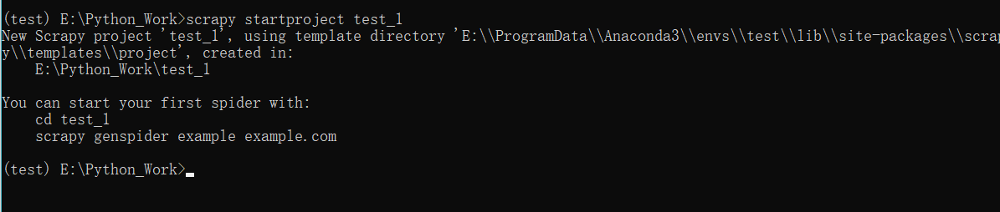 (test) E:\Python_Work>scrapy startproject test_1
New Scrapy project 'test_1', using template directory 'E:\\ProgramData\\Anaconda3\\envs\\test\\lib\\site-packages\\scrap
y\\templates\\project', created in:
    E:\Python_Work\test_1
You can start your first spider with:
    cd test_1
    scrapy genspider example example.com
(test) E:\Python_Work>